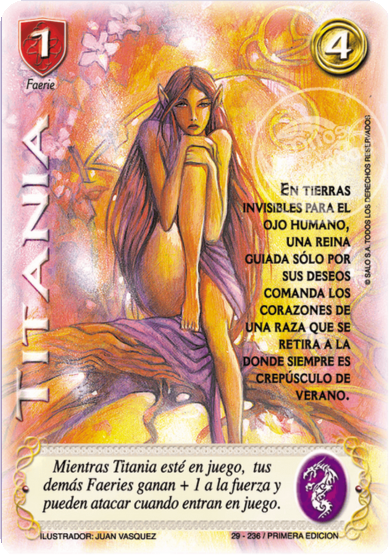 1
4
Faerie
TITANIA
EN TIERRAS
INVISIBLES PARA EL
OJO HUMANO,
UNA REINA
GUIADA SÓLO POR
SUS DESEOS
COMANDA LOS
CORAZONES DE
UNA RAZA QUE SE
RETIRA A LA
DONDE SIEMPRE ES
CREPÚSCULO DE
VERANO.
© SALO S.A. TODOS LOS DERECHOS RESERVADOS
Mientras Titania esté en juego, tus
demás Faeries ganan + 1 a la fuerza y
pueden atacar cuando entran en juego.
ILUSTRADOR: JUAN VASQUEZ
29 - 236 / PRIMERA EDICION